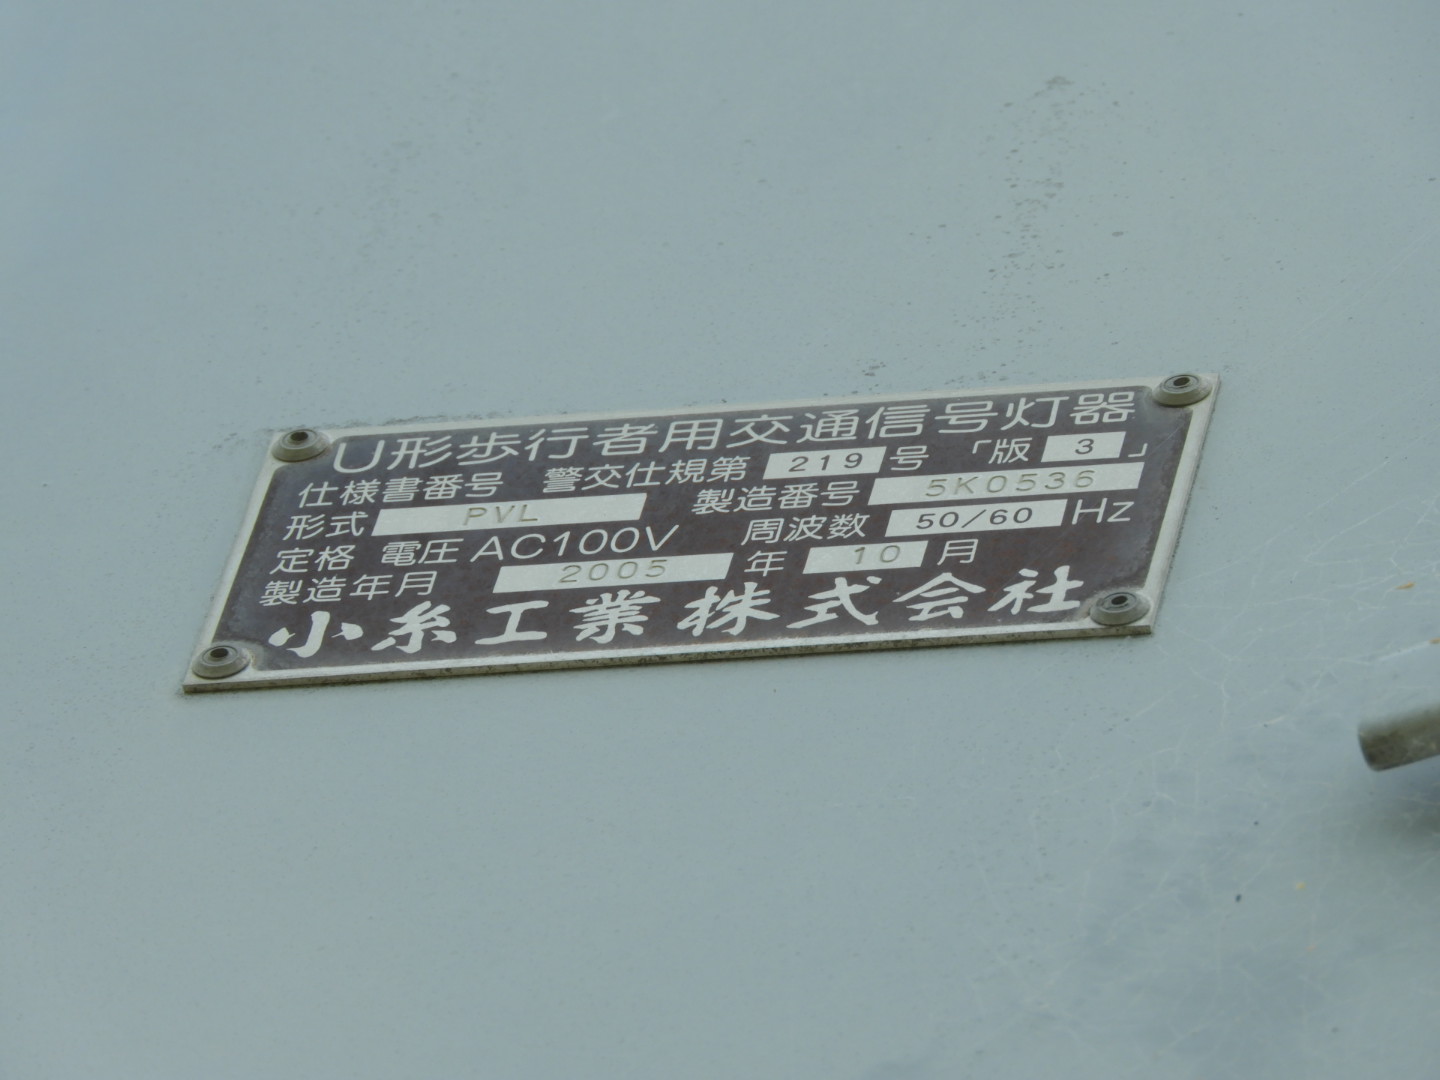 U形歩行者用交通信号灯器
仕様書番号 警交仕規第 219 号 「版 3 」
形式 PVL 製造番号 5K0536
定格 電圧 AC100V 周波数 50/60 Hz
製造年月 2005 年 10 月
小糸工業株式会社